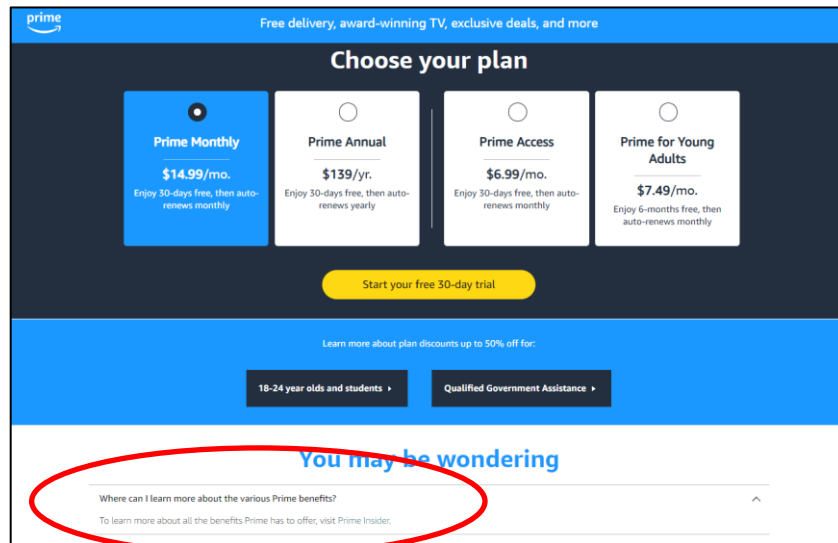 prime
Free delivery, award-winning TV, exclusive deals, and more
Choose your plan
Prime Monthly
$14.99/mo.
Enjoy 30-days free, then auto-
renews monthly
Prime Annual
$139/yr.
Enjoy 30-days free, then auto-
renews yearly
Prime Access
$6.99/mo.
Enjoy 30-days free, then auto-
renews monthly
Prime for Young
Adults
$7.49/mo.
Enjoy 6-months free, then
auto-renews monthly
Start your free 30-day trial
Learn more about plan discounts up to 50% off for:
18-24 year olds and students
Qualified Government Assistance
You may be wondering
Where can I learn more about the various Prime benefits?
To learn more about all the benefits Prime has to offer, visit Prime Insider.